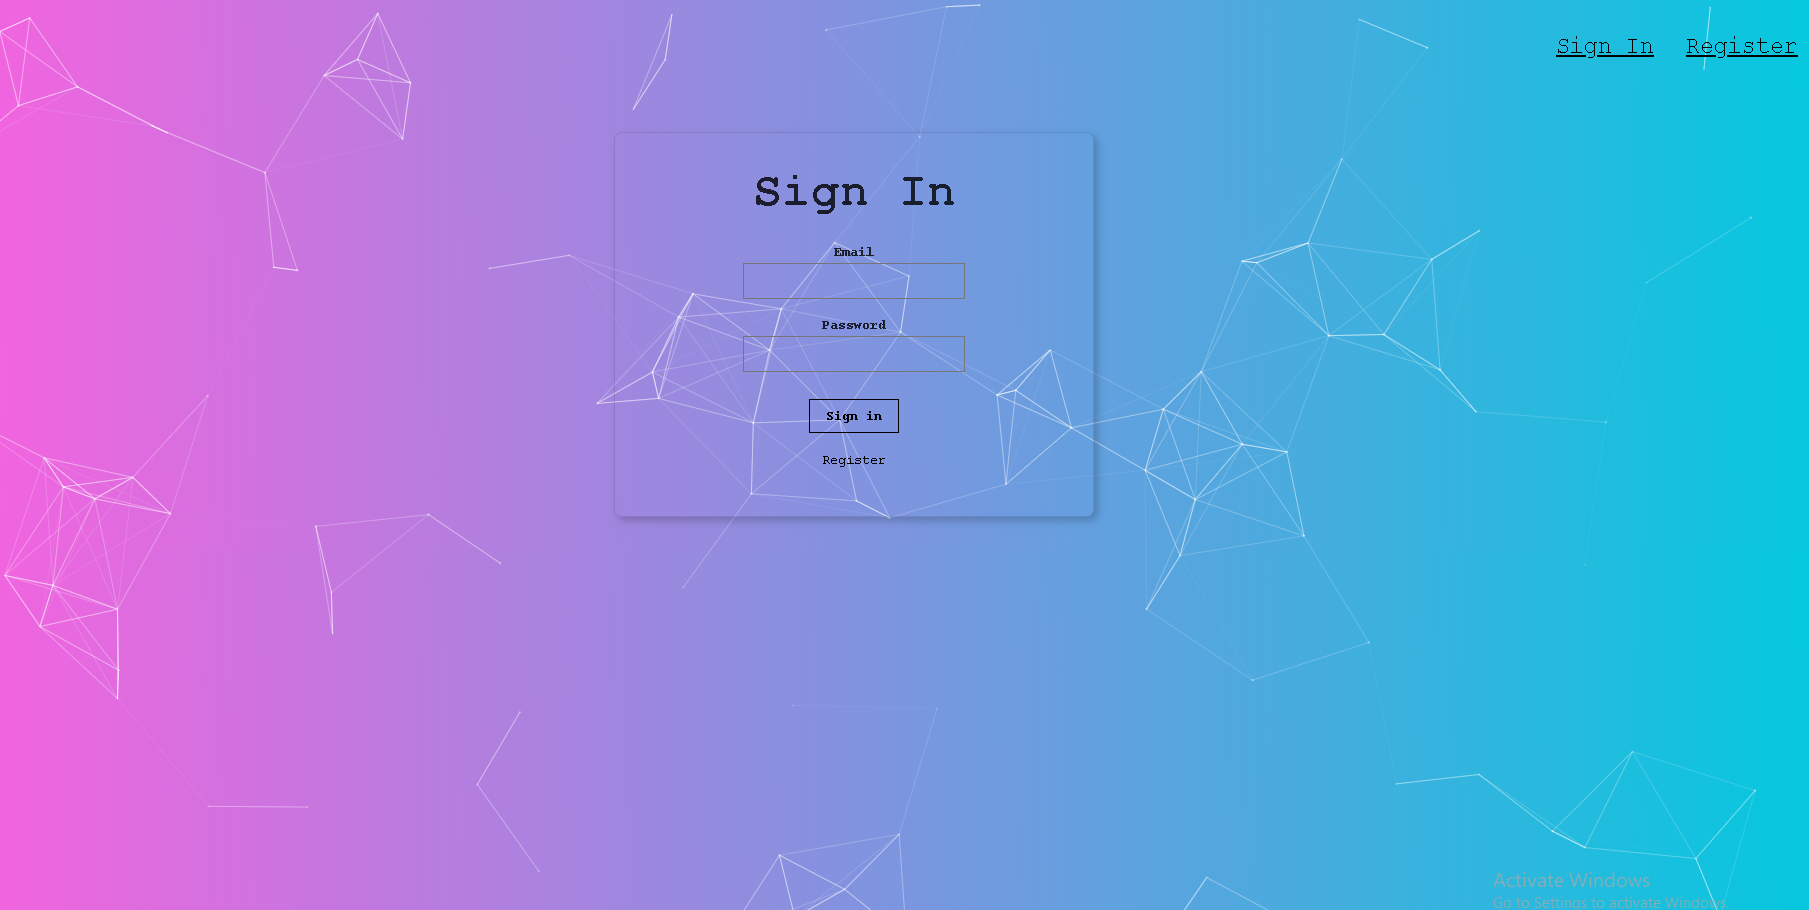 Sign In Register
Sign In
Email
Password
Sign in
Register
Activate Windows
Go to Settings to activate Windows.